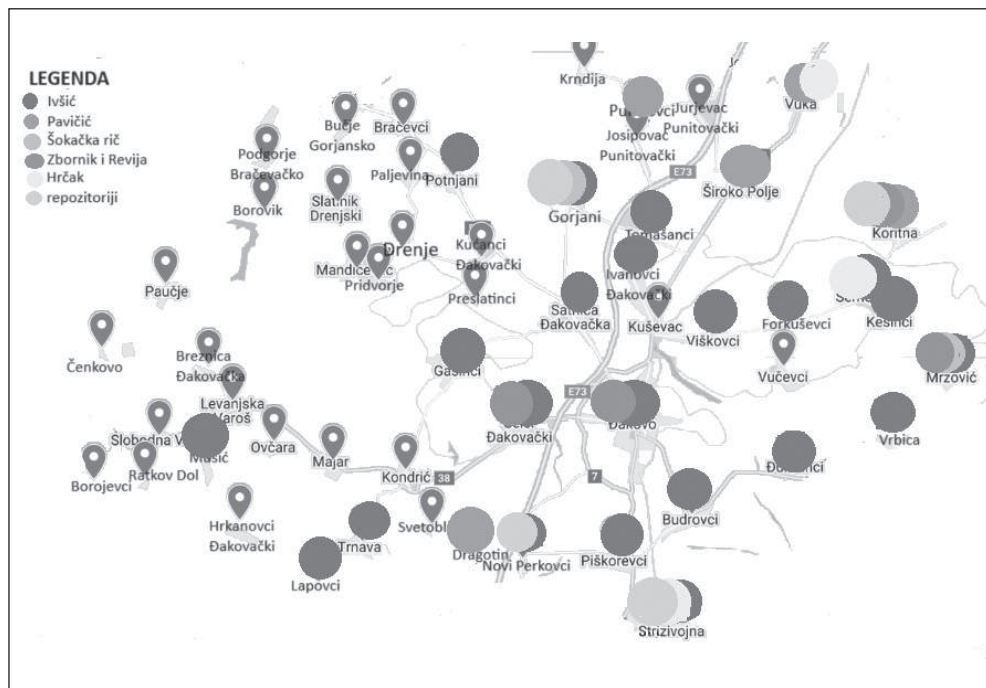 LEGENDA
Ivšić
Pavičić
Šokačka rič
Zbornik i Revija
Hrčak
repozitoriji
Krndija
Jurjevac
Punitovački
Josipovac
Punitovački
Vuka
Bučje
Gorjansko
Bračevci
Podgorje
Bračevačko
Paljevina
Potnjani
E73
Široko Polje
Slatnik
Drenjski
Borovik
Gorjani
Koritna
Tomašanci
Drenje
Kućanci
Đakovački
Pridvorje
Preslatinci
Ivanovci
Đakovački
Paučje
Satnica
Đakovačka
Kuševac
Viškovci
Forkuševci
Kešinci
Čenkovo
Breznica
Đakovačka
Gašinci
Vučevci
Mrzović
Levanjska
Varoš
E73
Đakovački
Đakovo
Vrbica
Ovčara
Majar
Mušić
Borojevci
Ratkov Dol
Kondrić
38
7
Budrovci
Hrkanovci
Đakovački
Trnava
Dragotin
Novi Perkovci
Piškorevci
Lapovci
Strizivojna